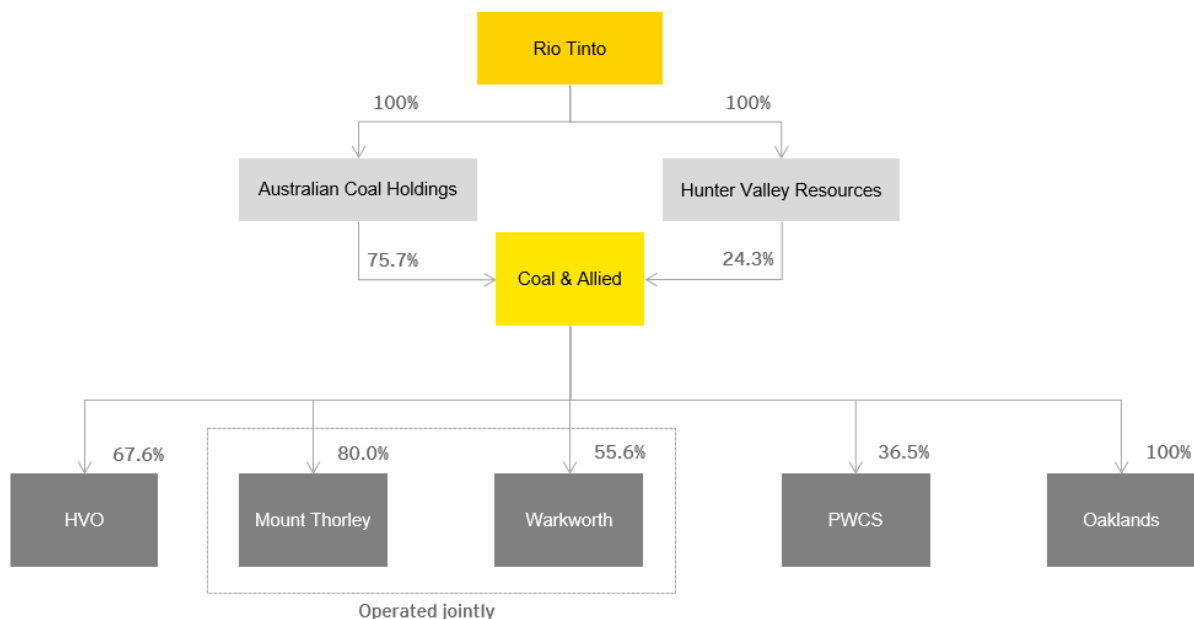 Rio Tinto
100%
100%
Australian Coal Holdings
Hunter Valley Resources
75.7%
24.3%
Coal & Allied
67.6%
80.0%
55.6%
36.5%
100%
HVO
Mount Thorley
Warkworth
PWCS
Oaklands
Operated jointly